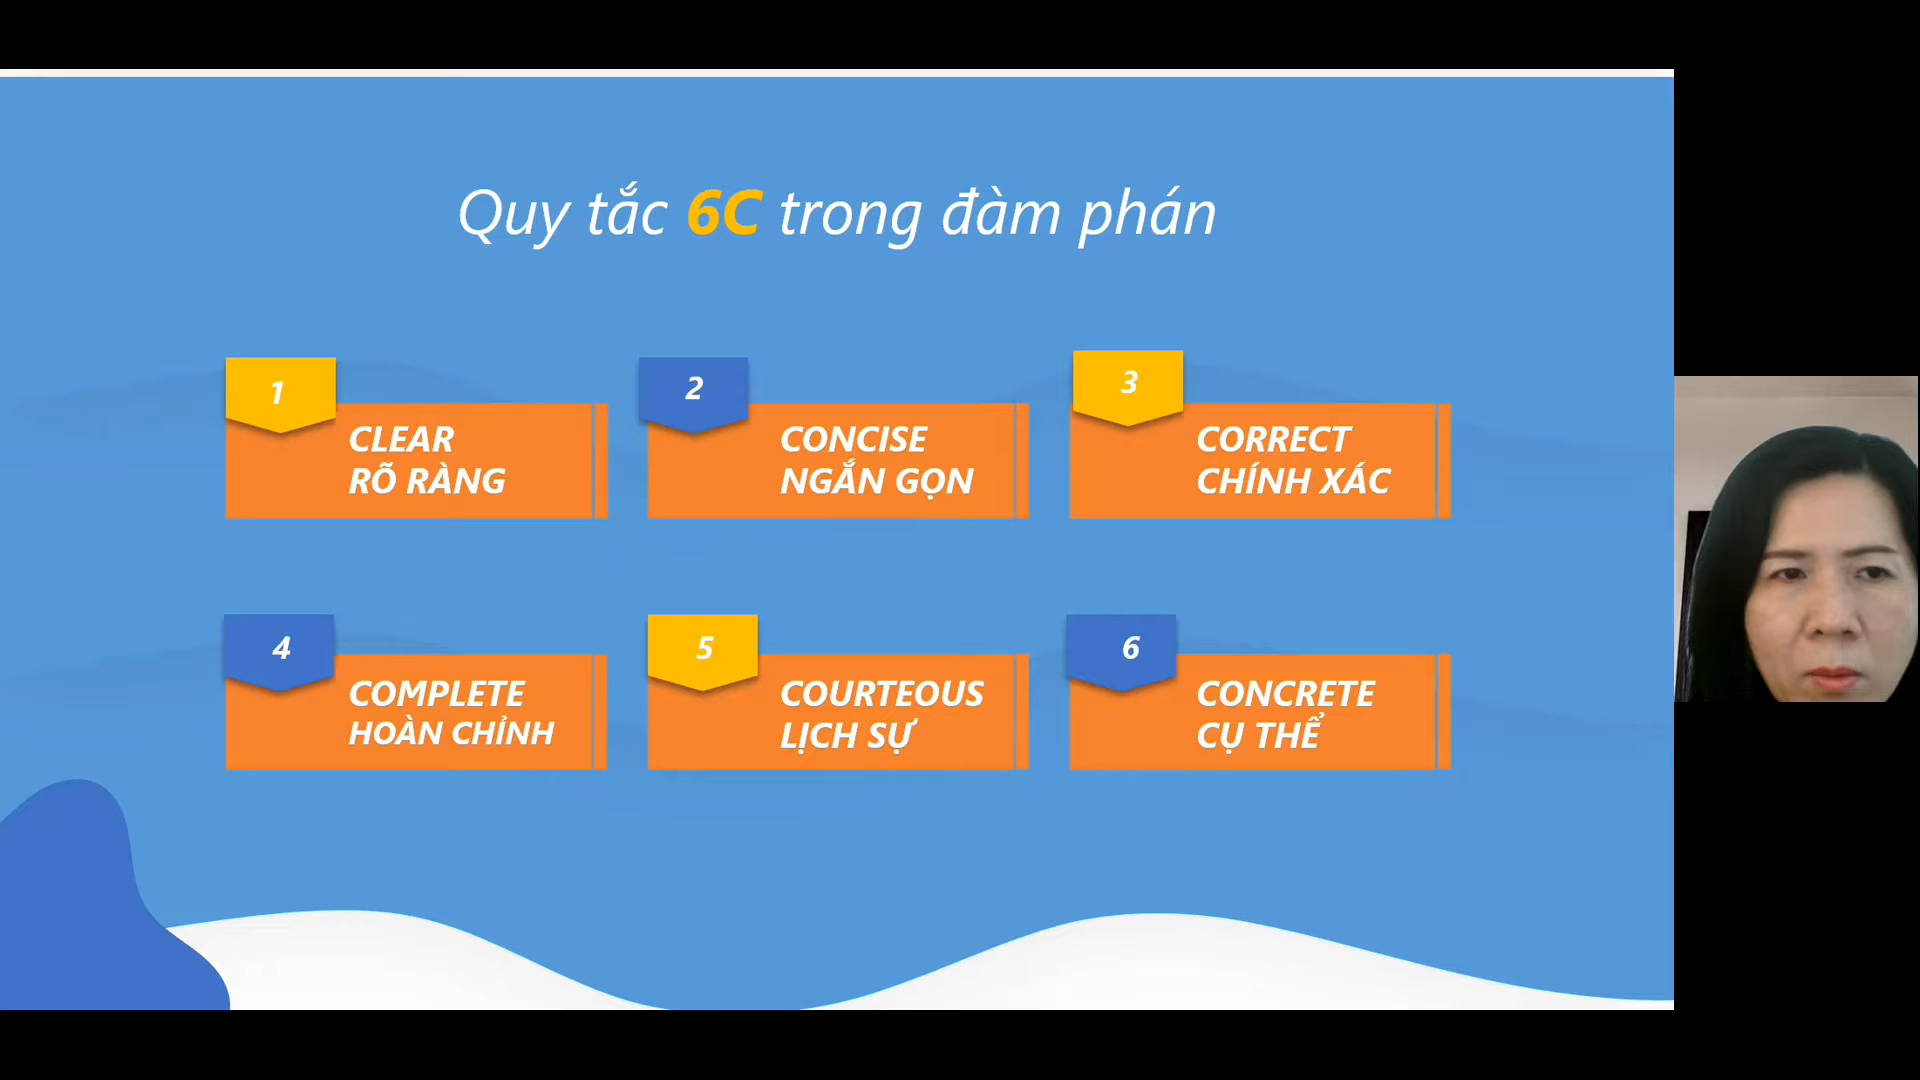 Quy tắc 6C trong đàm phán
1
CLEAR
RÕ RÀNG
2
CONCISE
NGẮN GỌN
3
CORRECT
CHÍNH XÁC
4
COMPLETE
HOÀN CHỈNH
5
COURTEOUS
LỊCH SỰ
6
CONCRETE
CỤ THỂ